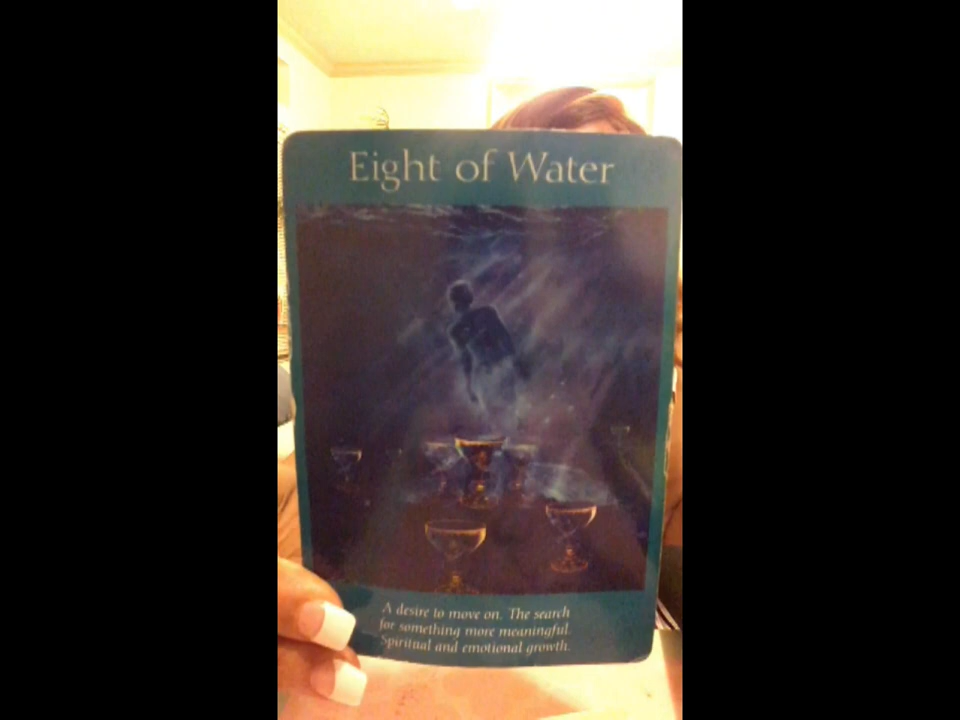 Eight of Water
A desire to move on. The search
for something more meaningful.
Spiritual and emotional growth.